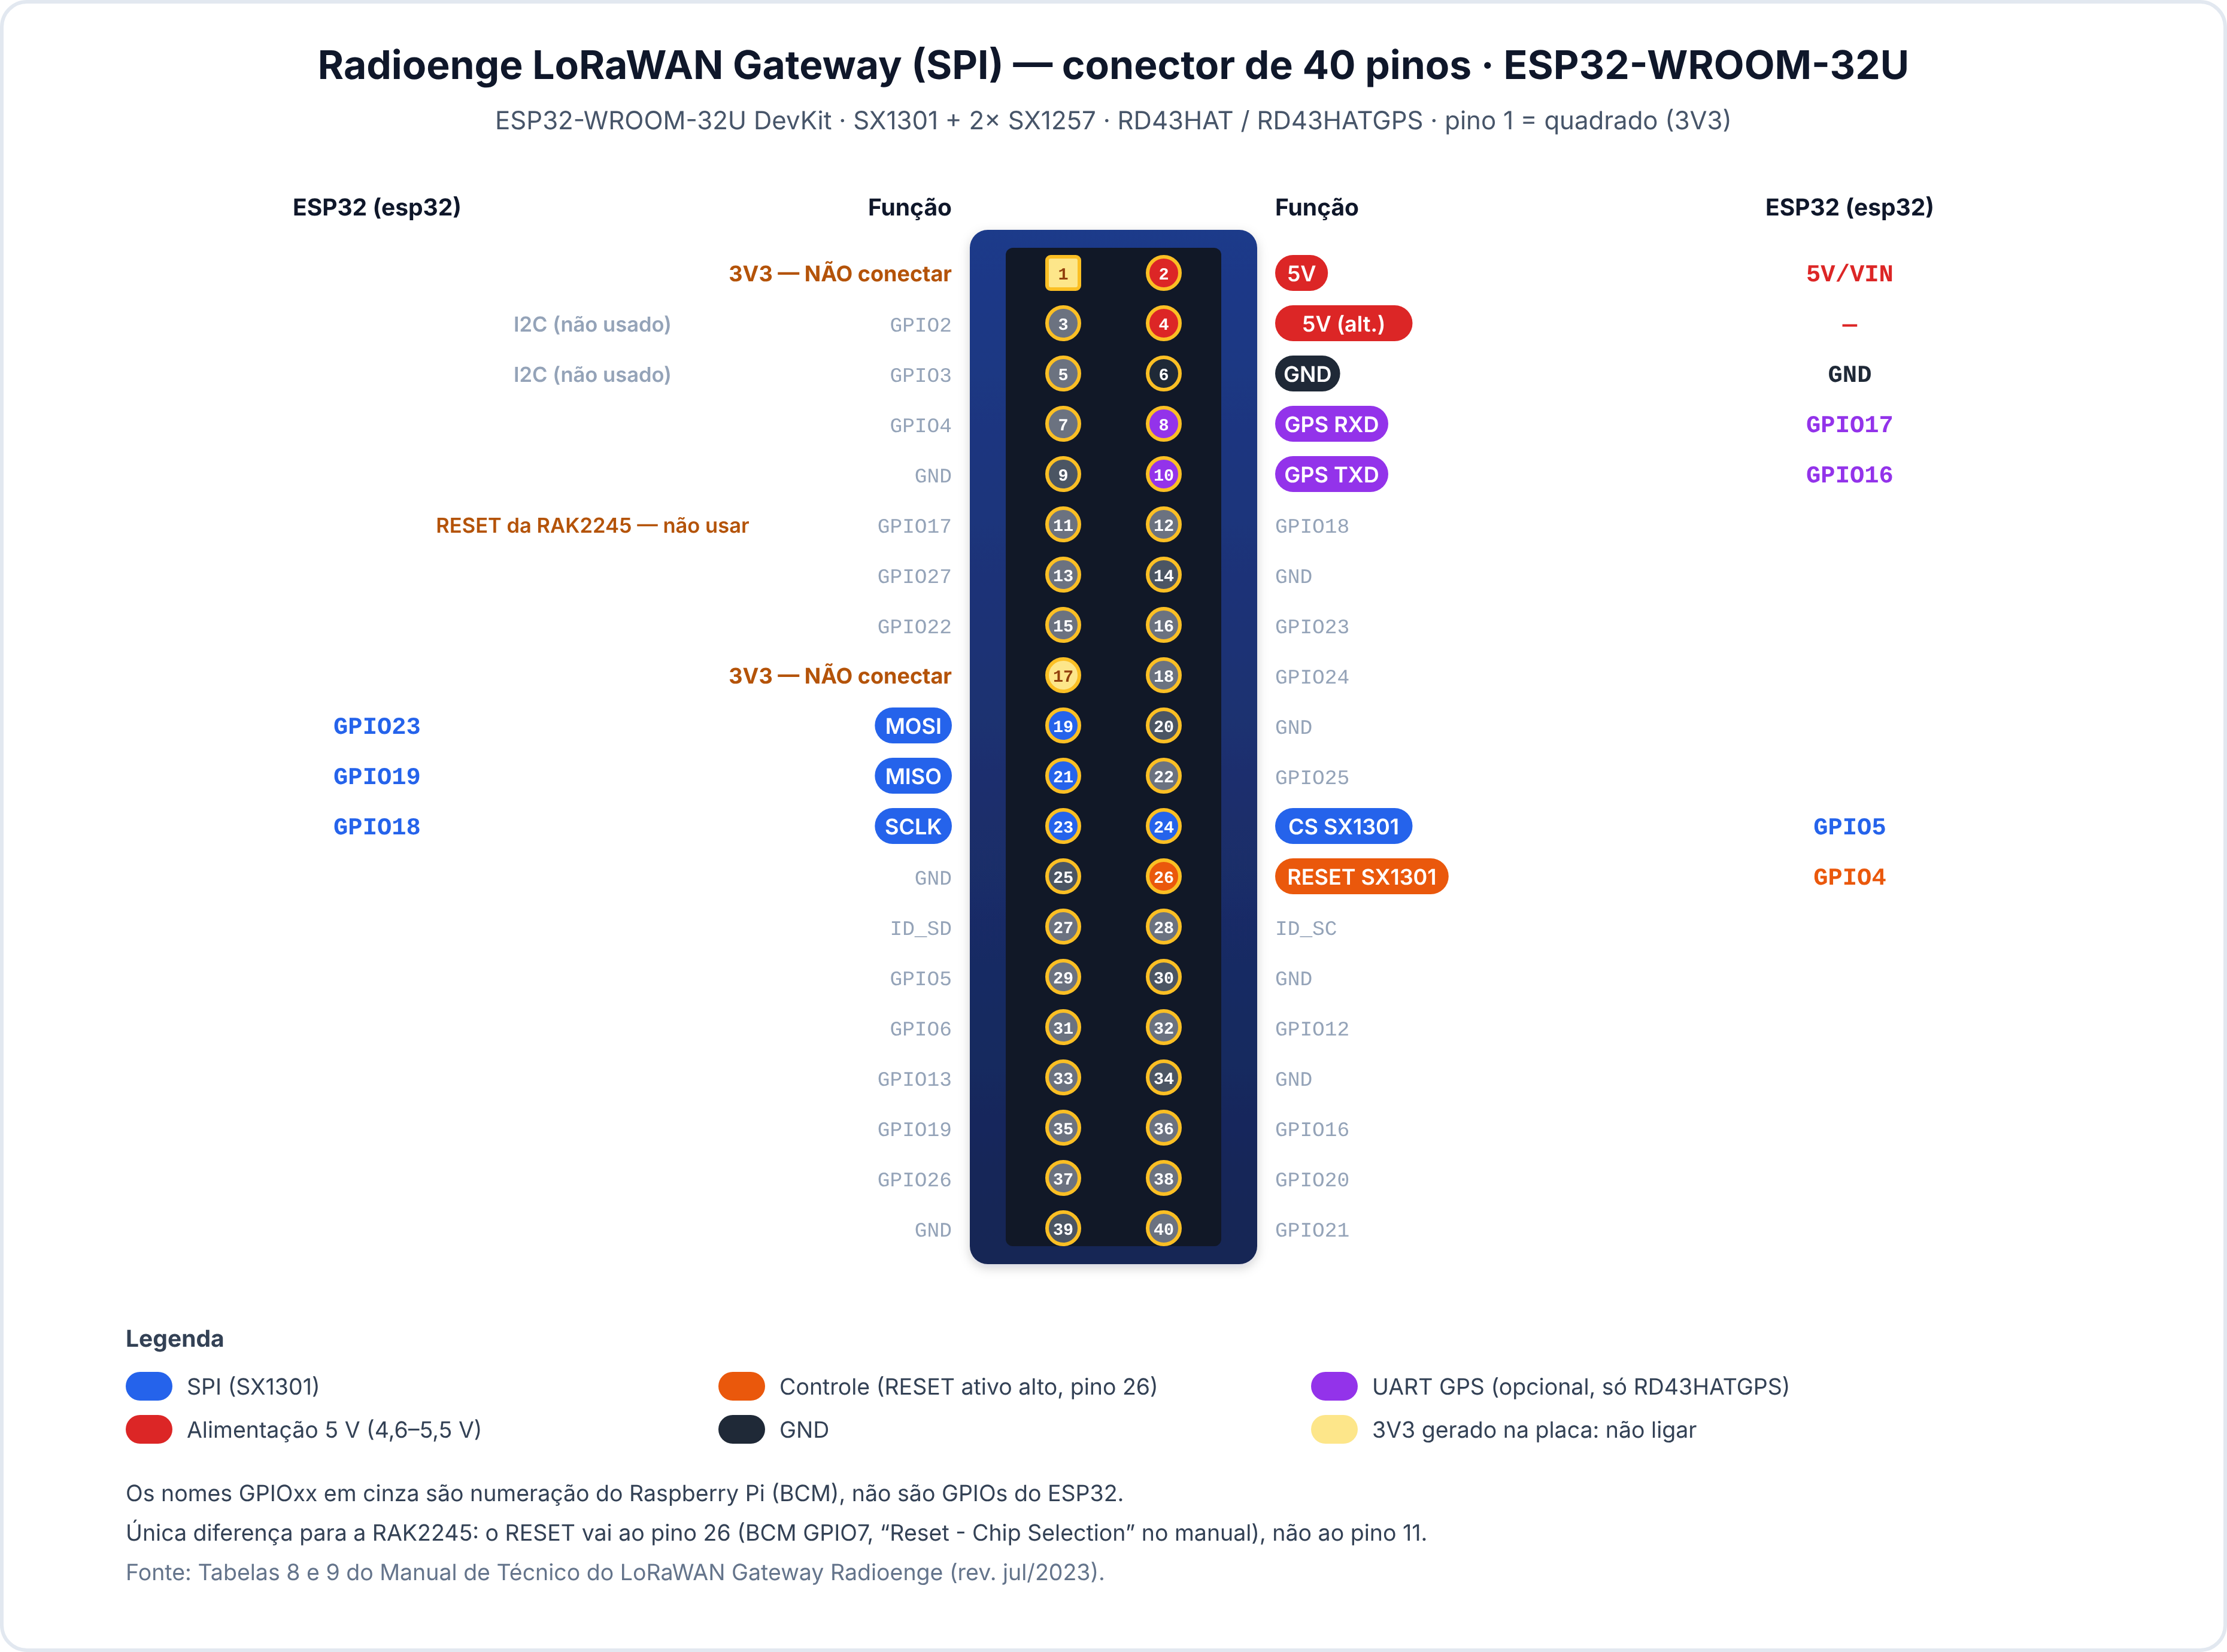 Radioenge LoRaWAN Gateway (SPI) — conector de 40 pinos · ESP32-WROOM-32U
ESP32-WROOM-32U DevKit · SX1301 + 2× SX1257 · RD43HAT / RD43HATGPS · pino 1 = quadrado (3V3)
ESP32 (esp32) Função Função ESP32 (esp32)
3V3 — NÃO conectar 1 2 5V 5V/VIN
I2C (não usado) GPIO2 3 4 5V (alt.) —
I2C (não usado) GPIO3 5 6 GND GND
GPIO4 7 8 GPS RXD GPIO17
GND 9 10 GPS TXD GPIO16
RESET da RAK2245 — não usar GPIO17 11 12 GPIO18
GPIO27 13 14 GND
GPIO22 15 16 GPIO23
3V3 — NÃO conectar 17 18 GPIO24
GPIO23 MOSI 19 20 GND
GPIO19 MISO 21 22 GPIO25
GPIO18 SCLK 23 24 CS SX1301 GPIO5
GND 25 26 RESET SX1301 GPIO4
ID_SD 27 28 ID_SC
GPIO5 29 30 GND
GPIO6 31 32 GPIO12
GPIO13 33 34 GND
GPIO19 35 36 GPIO16
GPIO26 37 38 GPIO20
GND 39 40 GPIO21
Legenda
SPI (SX1301) Controle (RESET ativo alto, pino 26) UART GPS (opcional, só RD43HATGPS)
Alimentação 5 V (4,6–5,5 V) GND 3V3 gerado na placa: não ligar
Os nomes GPIOxx em cinza são numeração do Raspberry Pi (BCM), não são GPIOs do ESP32.
Única diferença para a RAK2245: o RESET vai ao pino 26 (BCM GPIO7, “Reset - Chip Selection” no manual), não ao pino 11.
Fonte: Tabelas 8 e 9 do Manual de Técnico do LoRaWAN Gateway Radioenge (rev. jul/2023).